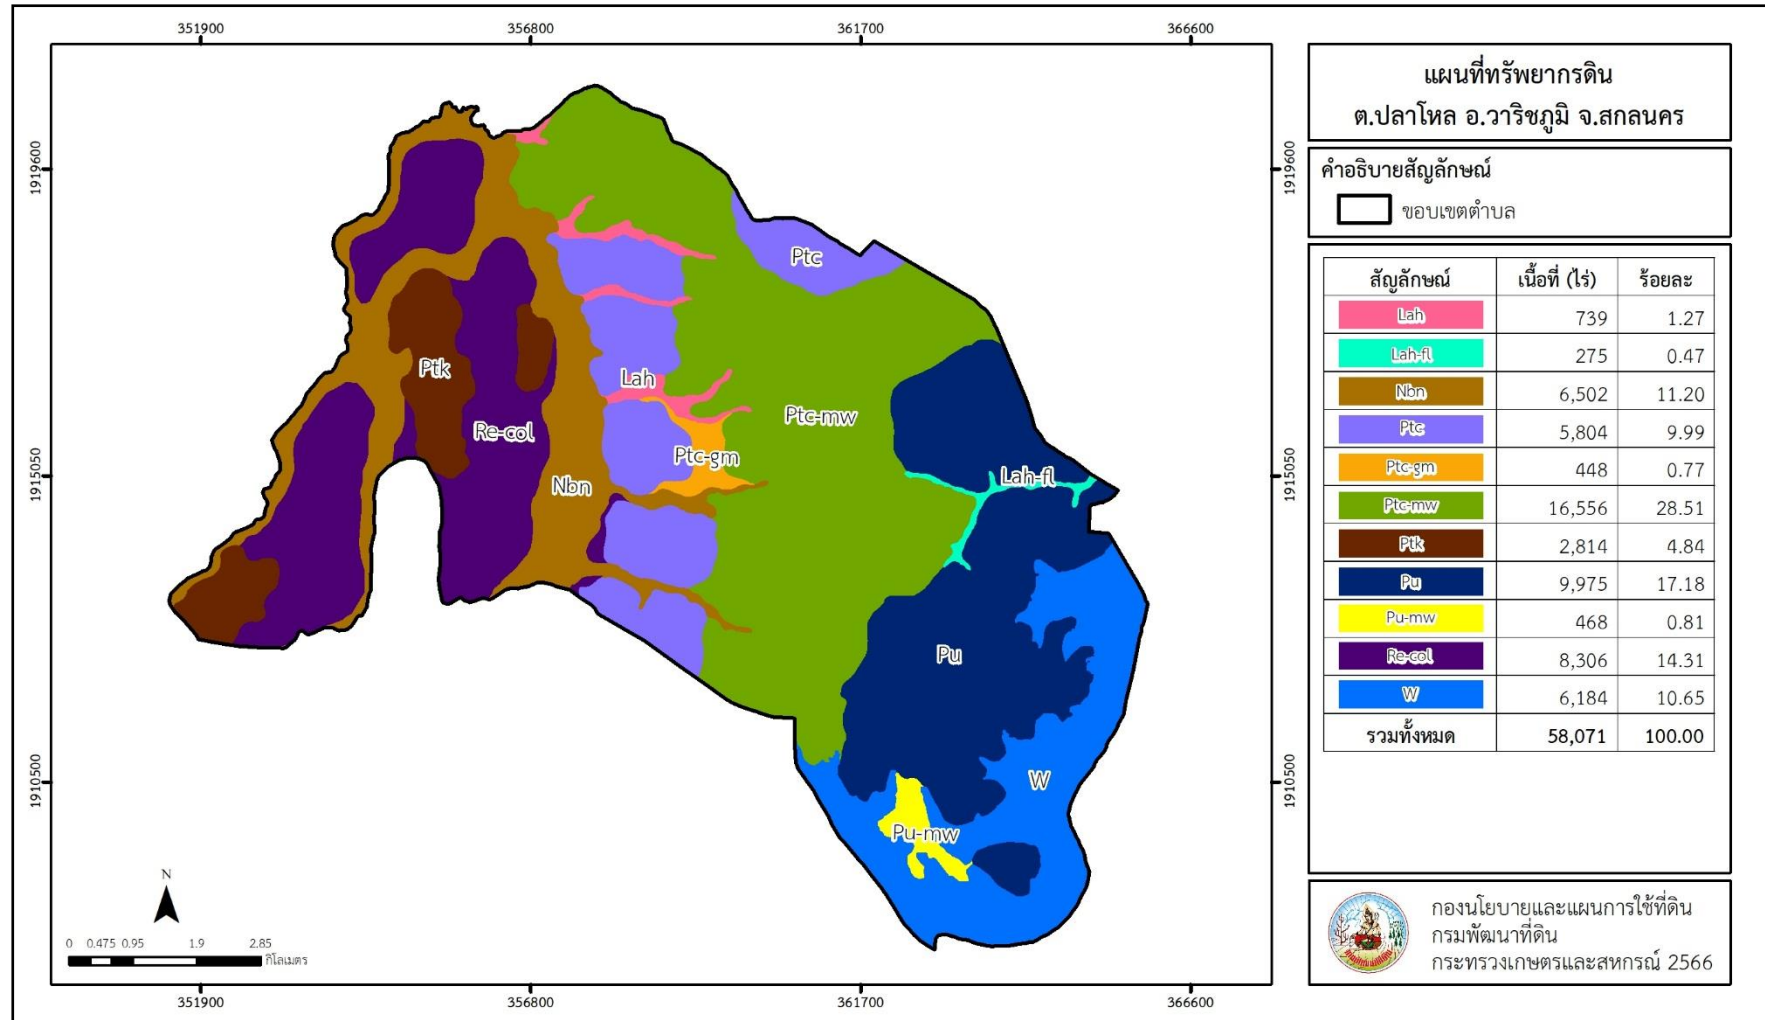 351900 356800 361700 366600
1919600 1919600
1915050 1915050
1910500 1910500
351900 356800 361700 366600
Ptc
Ptk
Lah
Re-col
Ptc-mw
Ptc-gm
Nbn
Lah-fl
Pu
W
Pu-mw
N
0 0.475 0.95 1.9 2.85
กิโลเมตร
แผนที่ทรัพยากรดิน
ต.ปลาโหล อ.วาริชภูมิ จ.สกลนคร
คำอธิบายสัญลักษณ์
ขอบเขตตำบล
สัญลักษณ์ เนื้อที่ (ไร่) ร้อยละ
Lah 739 1.27
Lah-fl 275 0.47
Nbn 6,502 11.20
Ptc 5,804 9.99
Ptc-gm 448 0.77
Ptc-mw 16,556 28.51
Ptk 2,814 4.84
Pu 9,975 17.18
Pu-mw 468 0.81
Re-col 8,306 14.31
W 6,184 10.65
รวมทั้งหมด 58,071 100.00
กองนโยบายและแผนการใช้ที่ดิน
กรมพัฒนาที่ดิน
กระทรวงเกษตรและสหกรณ์ 2566